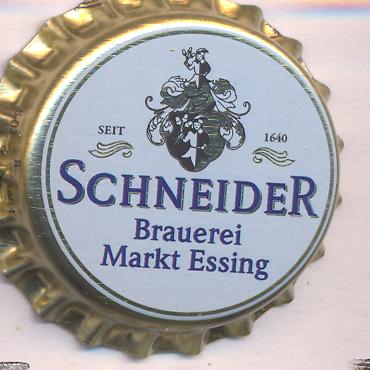 SEIT 1640
SCHNEIDER
Brauerei
Markt Essing